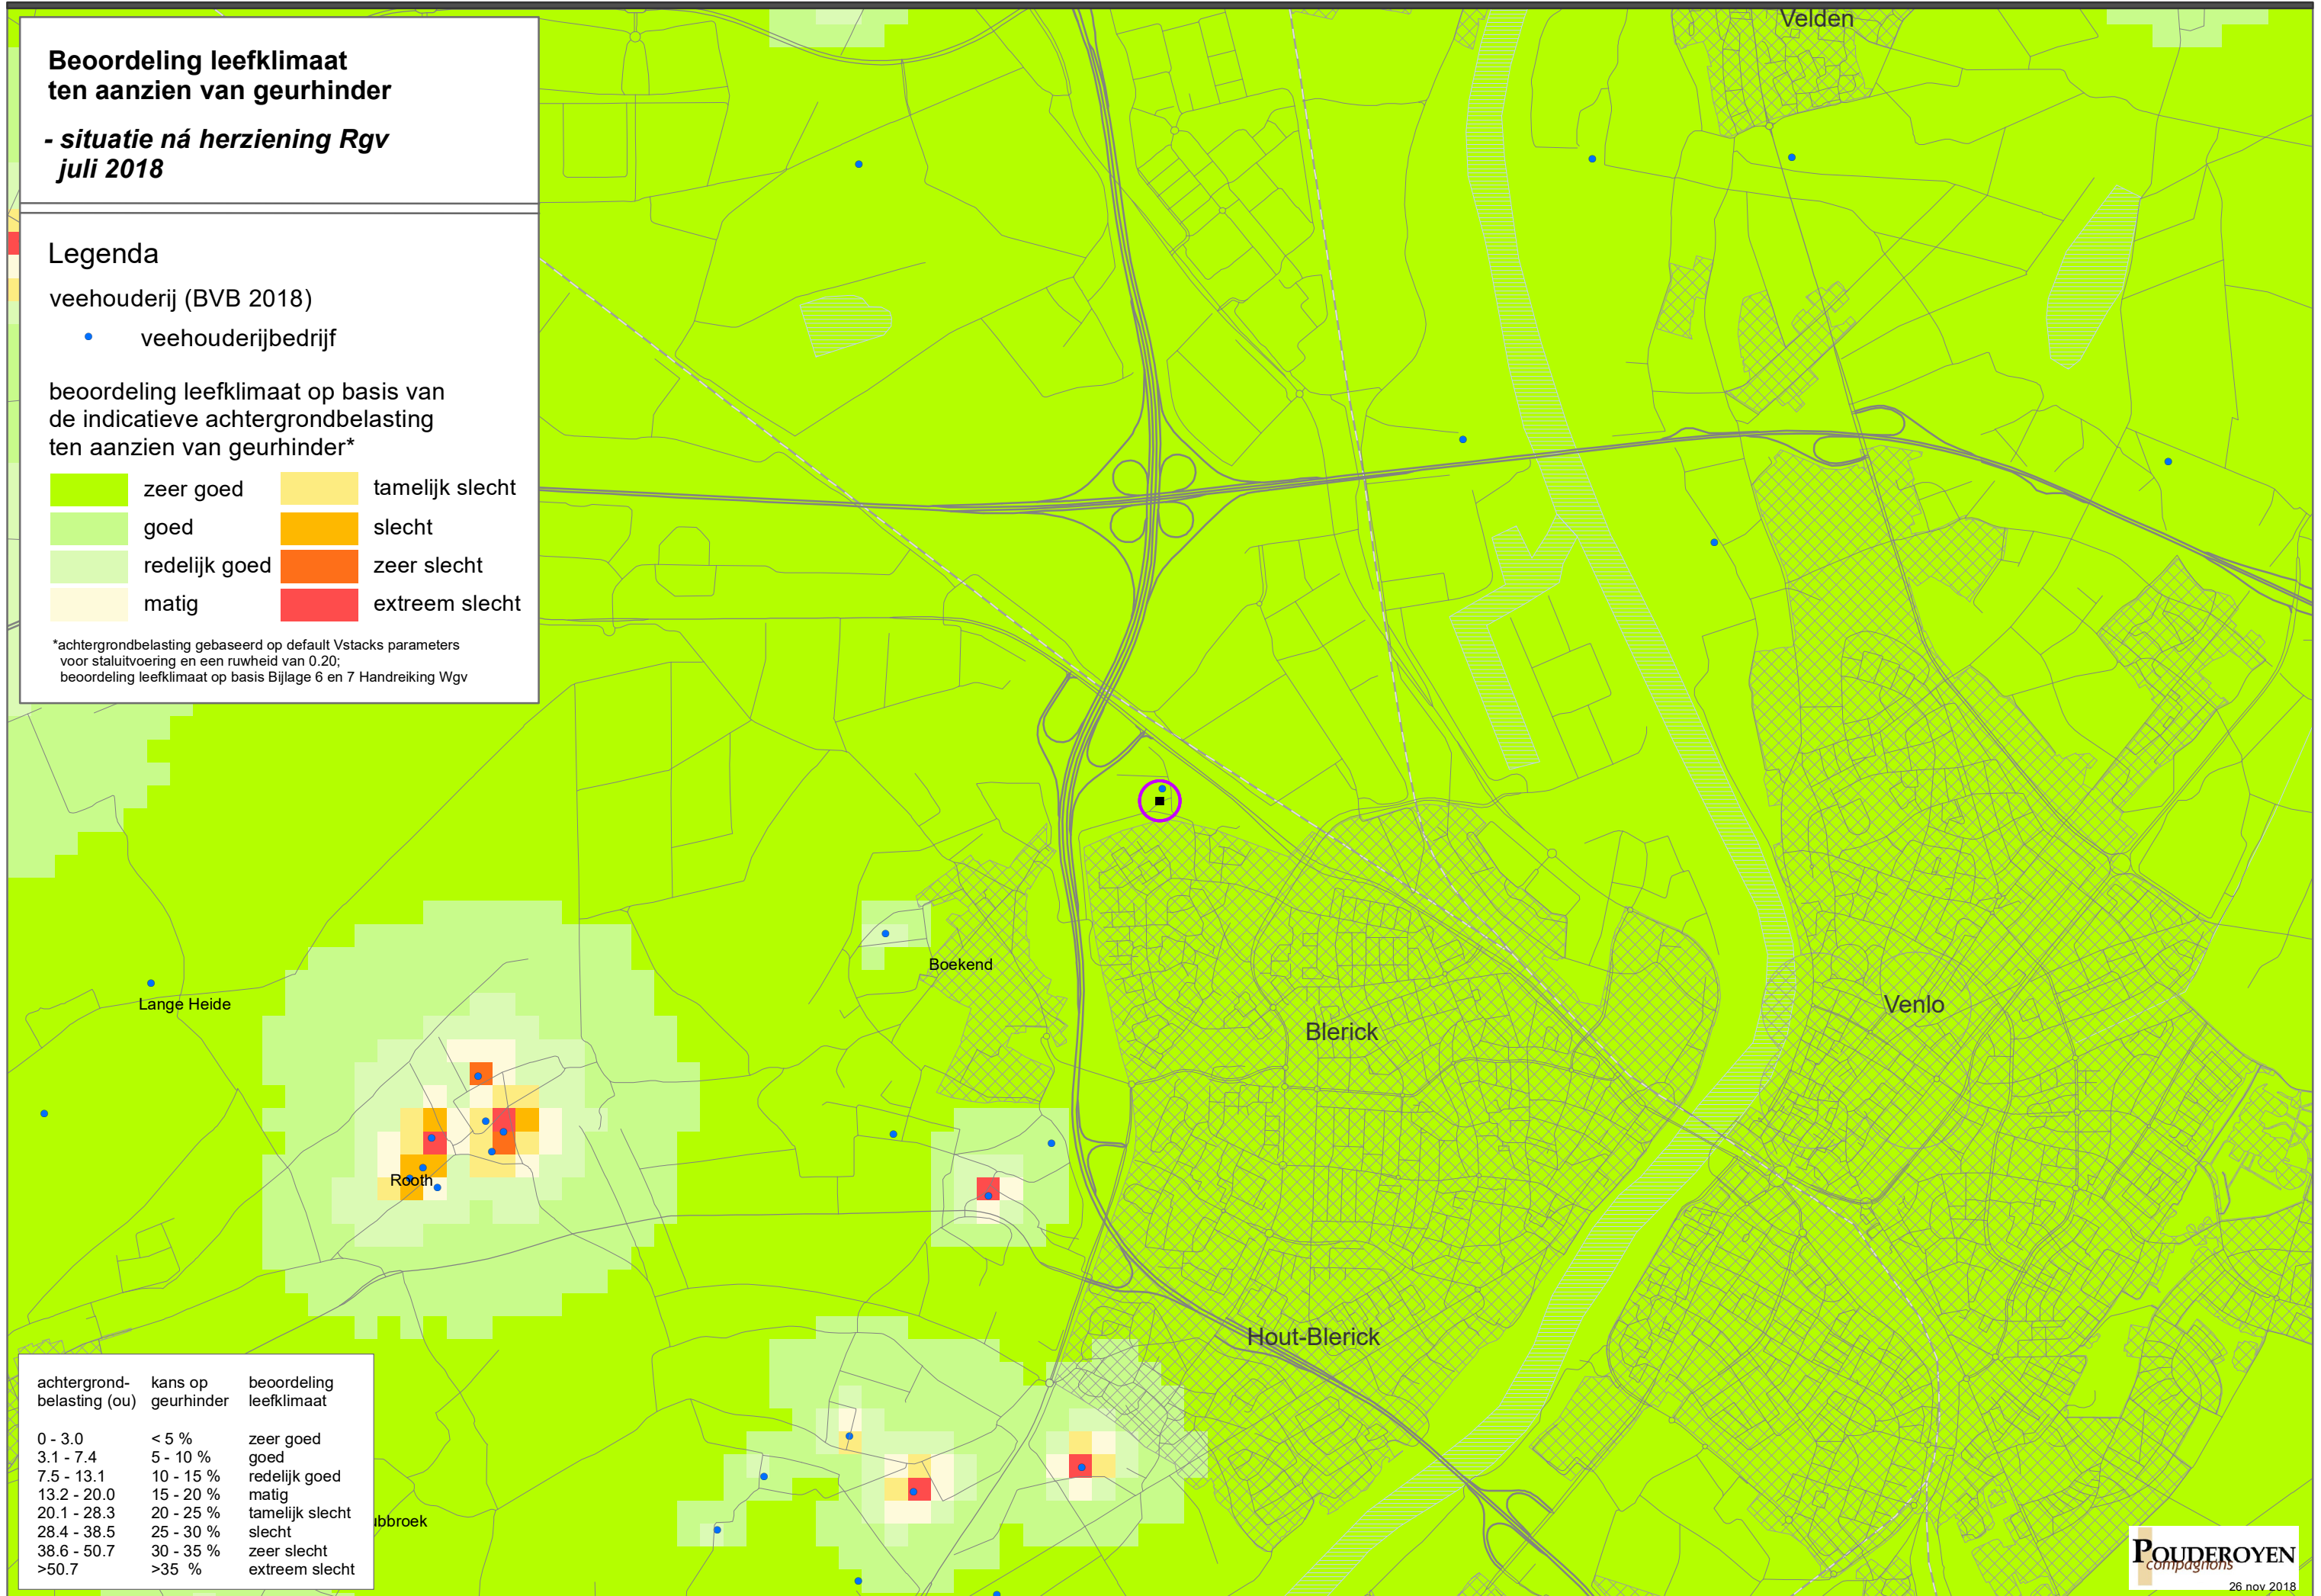 Beoordeling leefklimaat
ten aanzien van geurhinder
- situatie ná herziening Rgv
juli 2018
Legenda
veehouderij (BVB 2018)
veehouderijbedrijf
beoordeling leefklimaat op basis van
de indicatieve achtergrondbelasting
ten aanzien van geurhinder*
zeer goed
goed
redelijk goed
matig
tamelijk slecht
slecht
zeer slecht
extreem slecht
*achtergrondbelasting gebaseerd op default Vstacks parameters
voor staluitvoering en een ruwheid van 0.20;
beoordeling leefklimaat op basis Bijlage 6 en 7 Handreiking Wgv
Velden
Boekend
Lange Heide
Venlo
Blerick
Rooth
Hout-Blerick
ubbroek
achtergrond- kans op beoordeling
belasting (ou) geurhinder leefklimaat
0 - 3.0 < 5 % zeer goed
3.1 - 7.4 5 - 10 % goed
7.5 - 13.1 10 - 15 % redelijk goed
13.2 - 20.0 15 - 20 % matig
20.1 - 28.3 20 - 25 % tamelijk slecht
28.4 - 38.5 25 - 30 % slecht
38.6 - 50.7 30 - 35 % zeer slecht
>50.7 >35 % extreem slecht
POUDEROYEN
compagnons
26 nov 2018